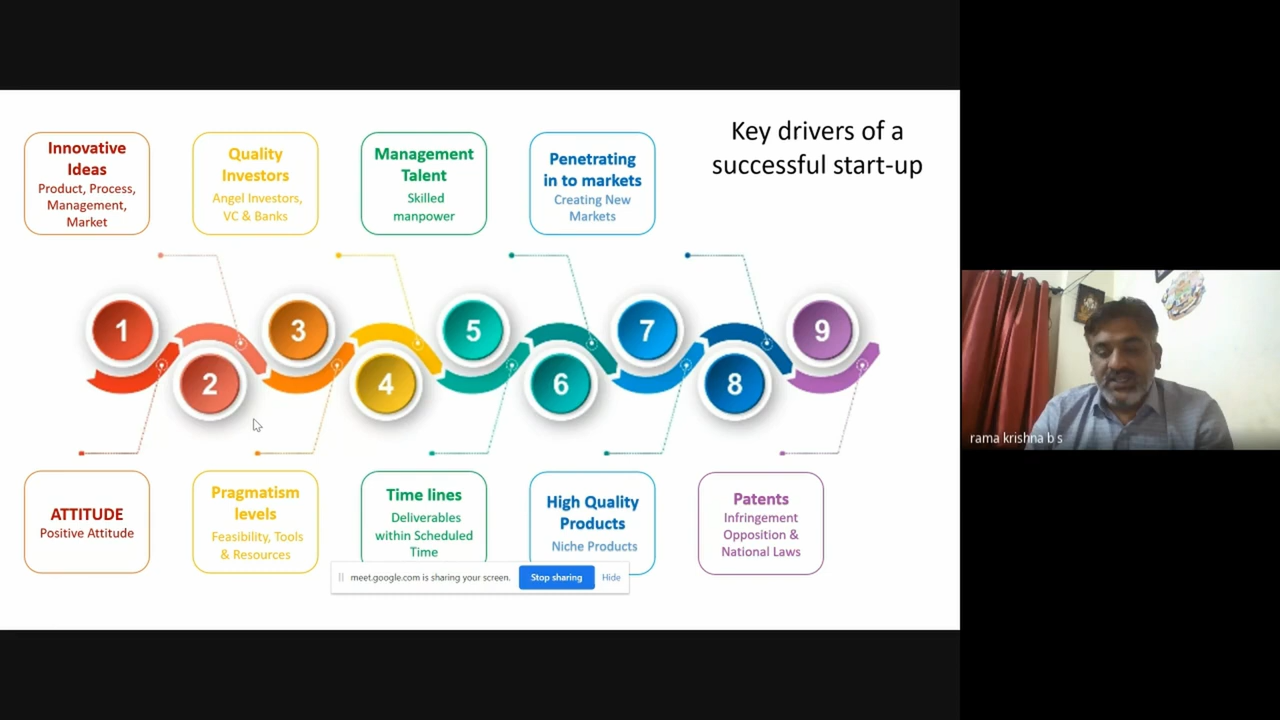 Key drivers of a
successful start-up
Innovative
Ideas
Product, Process,
Management,
Market
Quality
Investors
Angel Investors,
VC & Banks
Management
Talent
Skilled
manpower
Penetrating
in to markets
Creating New
Markets
1
2
3
4
5
6
7
8
9
ATTITUDE
Positive Attitude
Pragmatism
levels
Feasibility, Tools
& Resources
Time lines
Deliverables
within Scheduled
Time
High Quality
Products
Niche Products
Patents
Infringement
Opposition &
National Laws
meet.google.com is sharing your screen.
Stop sharing
Hide
rama krishna b s